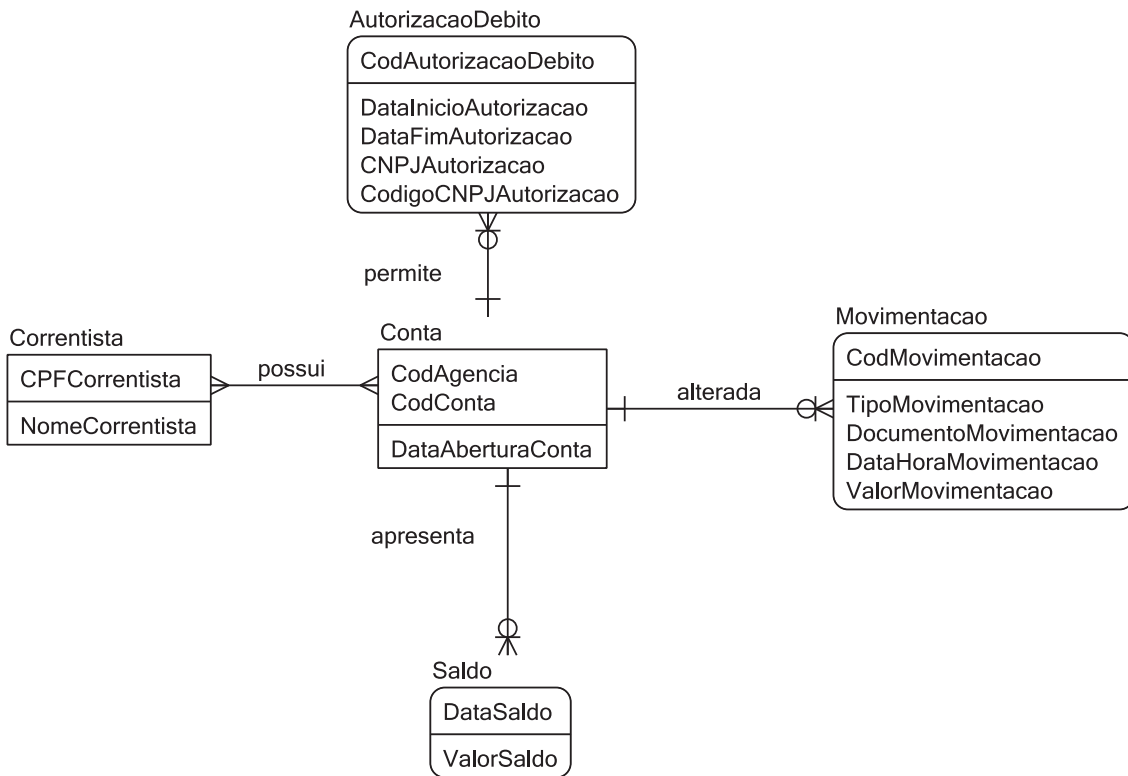 AutorizacaoDebito
CodAutorizacaoDebito
DataInicioAutorizacao
DataFimAutorizacao
CNPJAutorizacao
CodigoCNPJAutorizacao
permite
Correntista
CPFCorrentista
NomeCorrentista
possui
Conta
CodAgência
CodConta
DataAberturaConta
alterada
Movimentacao
CodMovimentacao
TipoMovimentacao
DocumentoMovimentacao
DataHoraMovimentacao
ValorMovimentacao
apresenta
Saldo
DataSaldo
ValorSaldo